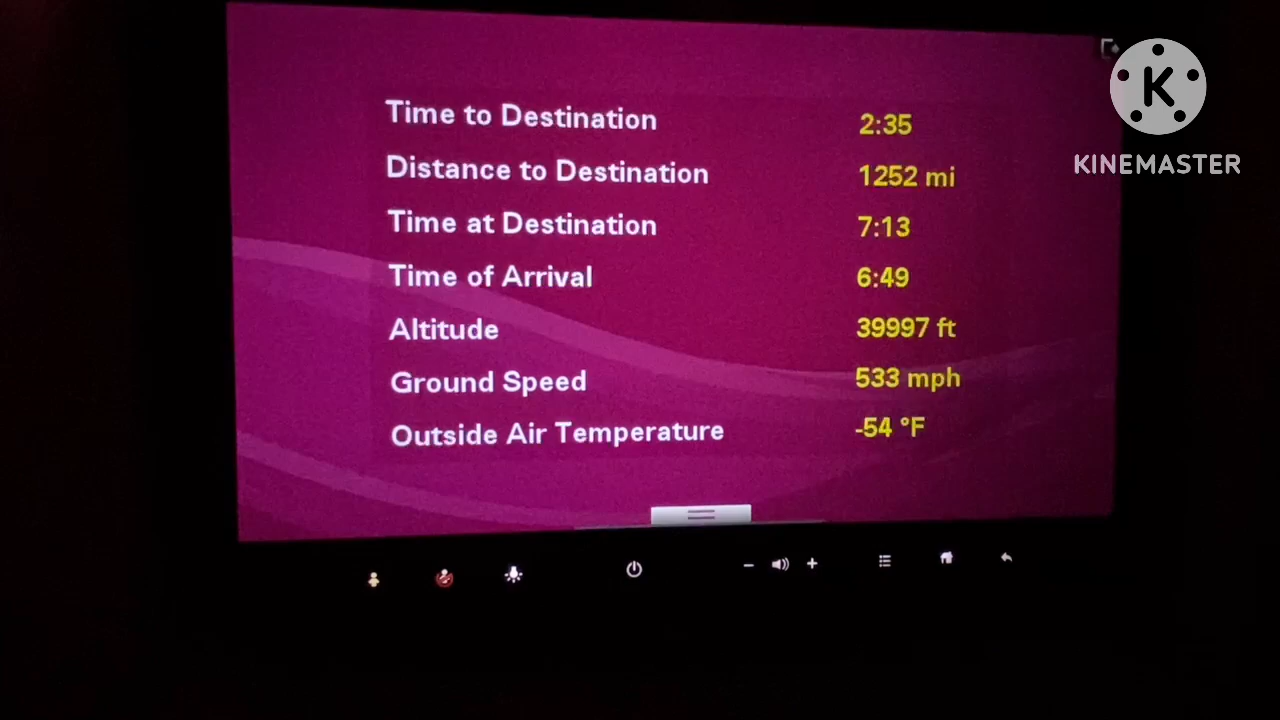 Time to Destination 2:35
Distance to Destination 1252 mi
Time at Destination 7:13
Time of Arrival 6:49
Altitude 39997 ft
Ground Speed 533 mph
Outside Air Temperature -54 °F
K
KINEMASTER